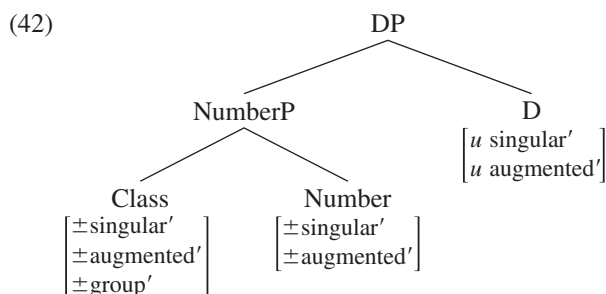 (42)
DP
NumberP D
[u singular′
u augmented′]
Class Number
[±singular′
±augmented′
±group′]
[±singular′
±augmented′]